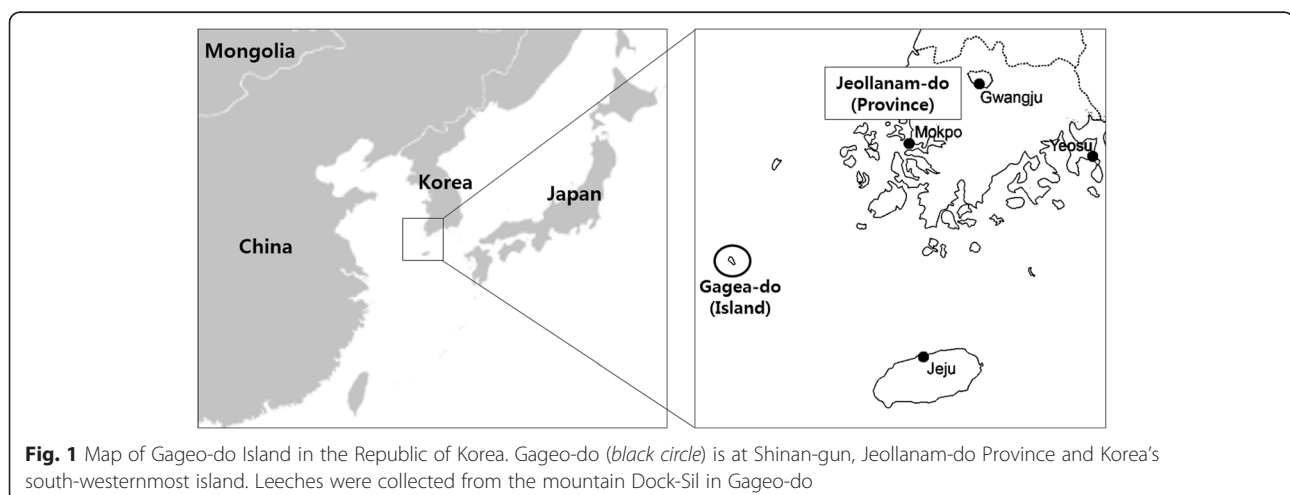 Mongolia
China
Korea
Japan
Jeollanam-do
(Province)
Gwangju
Mokpo
Yeosu
Gagea-do
(Island)
Jeju
Fig. 1 Map of Gageo-do Island in the Republic of Korea. Gageo-do (black circle) is at Shinan-gun, Jeollanam-do Province and Korea's
south-westernmost island. Leeches were collected from the mountain Dock-Sil in Gageo-do